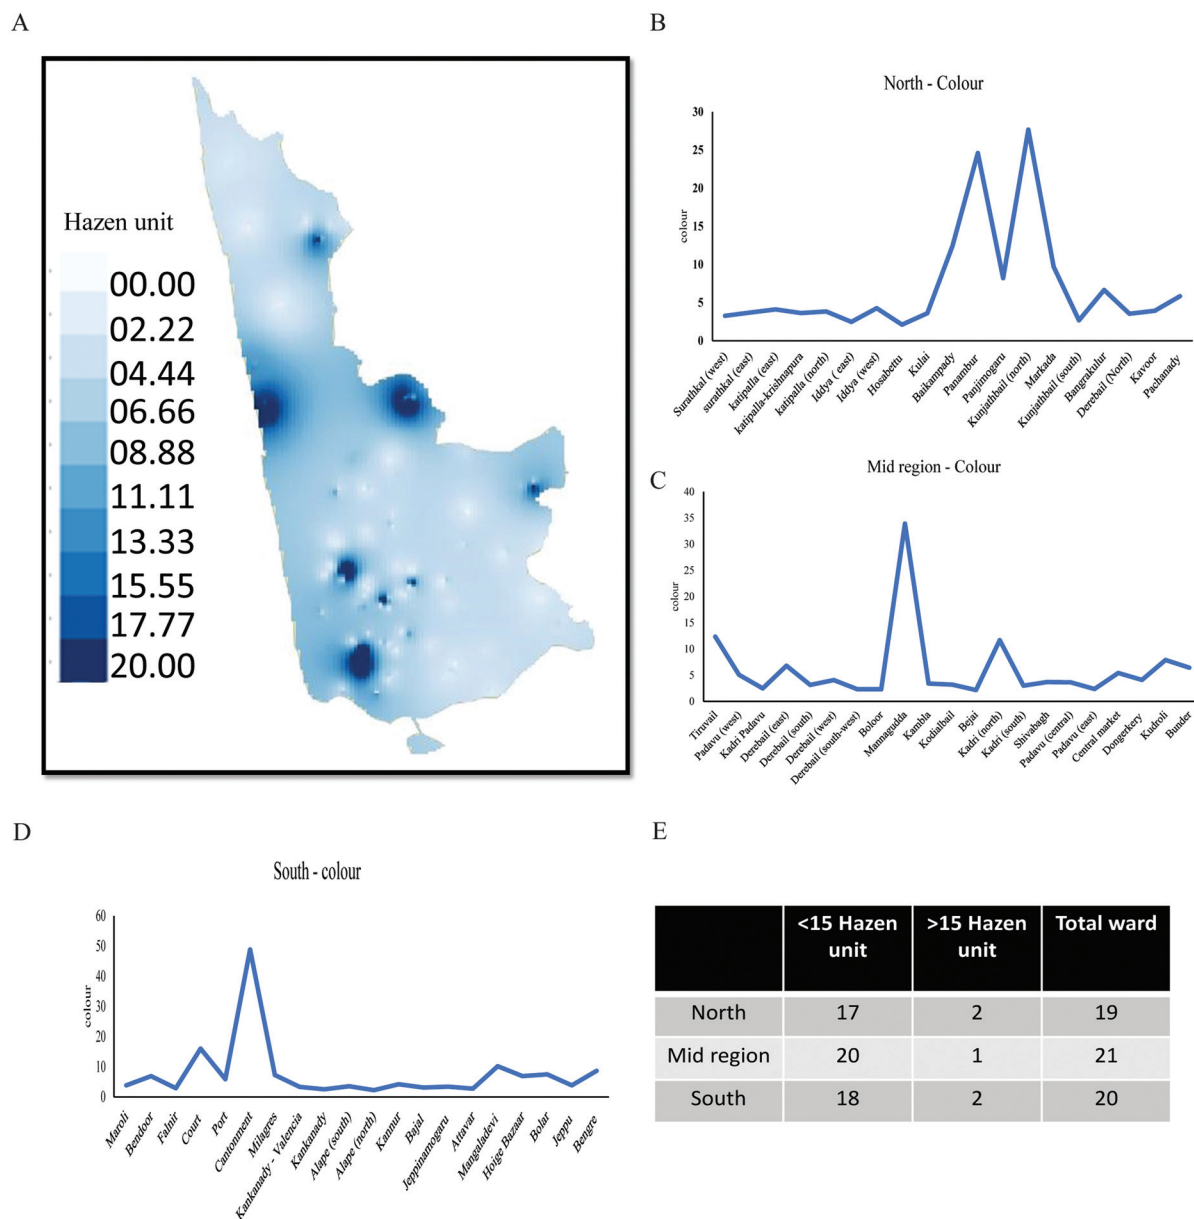 A
Hazen unit
00.00
02.22
04.44
06.66
08.88
11.11
13.33
15.55
17.77
20.00
B
North - Colour
30
25
20
15
10
5
0
colour
Surathkal (west)
surathkal (east)
katipalla (east)
katipalla-krishnapura
katipalla (north)
Iddya ( east)
Iddya (west)
Hosabettu
Kulai
Baikampady
Panambur
Panjimogaru
Kunjathbail (north)
Markada
Kunjathbail (south)
Bangrakulur
Derebail (North)
Kavoor
Pachanady
C
Mid region - Colour
40
35
30
25
20
15
10
5
0
colour
Tiruvail
Padavu (west)
Kadri Padavu
Derebail (east)
Derebail (south)
Derebail (west)
Derebail (south-west)
Boloor
Mannagudda
Kambla
Kodialbail
Bejai
Kadri (north)
Kadri (south)
Shivabagh
Padavu (central)
Padavu (east)
Central market
Dongerkery
Kudroli
Bunder
D
South - colour
60
50
40
30
20
10
0
colour
Maroli
Bendoor
Falnir
Court
Port
Cantonment
Milagres
Kankanady - Valencia
Kankanady
Alape (south)
Alape (north)
Kannur
Bajal
Jeppinamogaru
Attavar
Mangaladevi
Hoige Bazaar
Bolar
Jeppu
Bengre
E
<15 Hazen unit >15 Hazen unit Total ward
North 17 2 19
Mid region 20 1 21
South 18 2 20